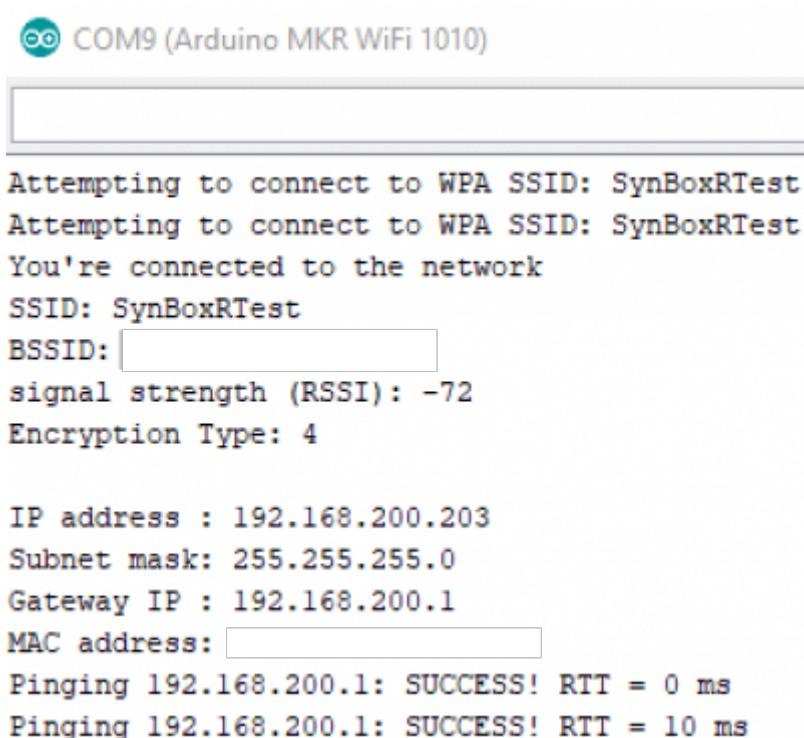 COM9 (Arduino MKR WiFi 1010)
Attempting to connect to WPA SSID: SynBoxRTest
Attempting to connect to WPA SSID: SynBoxRTest
You're connected to the network
SSID: SynBoxRTest
BSSID:
signal strength (RSSI): -72
Encryption Type: 4
IP address : 192.168.200.203
Subnet mask: 255.255.255.0
Gateway IP : 192.168.200.1
MAC address:
Pinging 192.168.200.1: SUCCESS! RTT = 0 ms
Pinging 192.168.200.1: SUCCESS! RTT = 10 ms